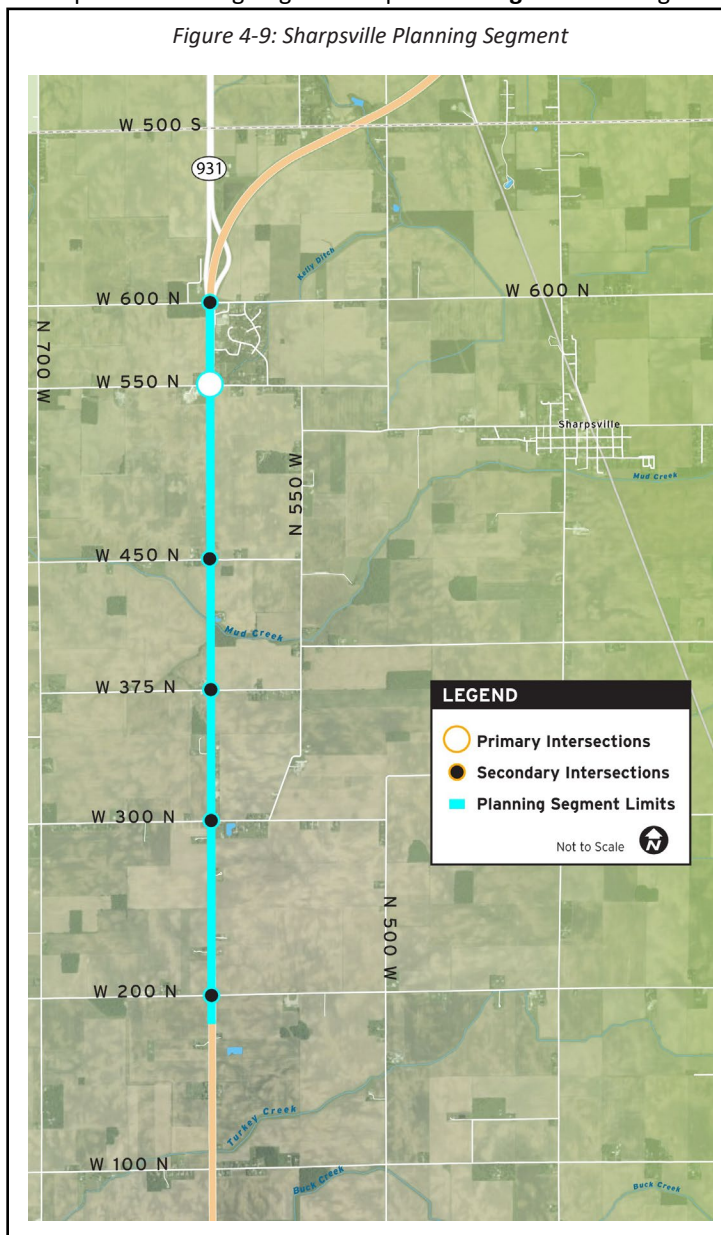 Figure 4-9: Sharpsville Planning Segment
W 500 S
931
Kelly Ditch
W 600 N
W 600 N
N 700 W
W 550 N
Sharpsville
W 550 N
Mud Creek
W 450 N
Mud Creek
W 375 N
LEGEND
Primary Intersections
Secondary Intersections
Planning Segment Limits
Not to Scale
N
W 300 N
N 500 W
W 200 N
Turkey Creek
W 100 N
Buck Creek
Buck Creek